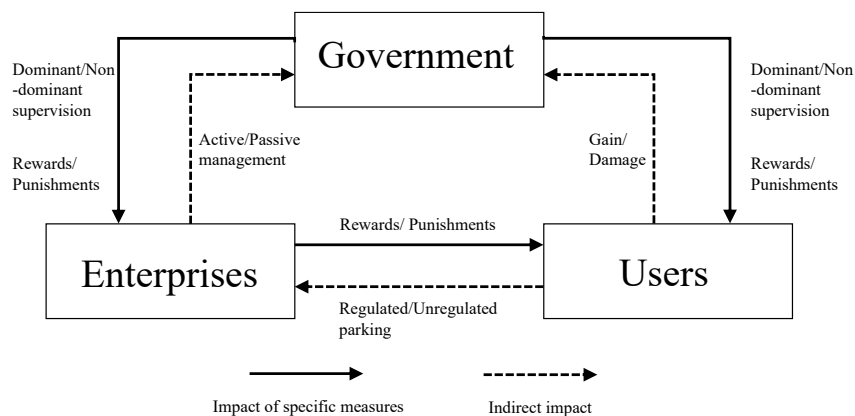 Government
Dominant/Non
-dominant
supervision
Rewards/
Punishments
Active/Passive
management
Gain/
Damage
Dominant/Non
-dominant
supervision
Rewards/
Punishments
Enterprises
Rewards/ Punishments
Regulated/Unregulated
parking
Users
Impact of specific measures
Indirect impact